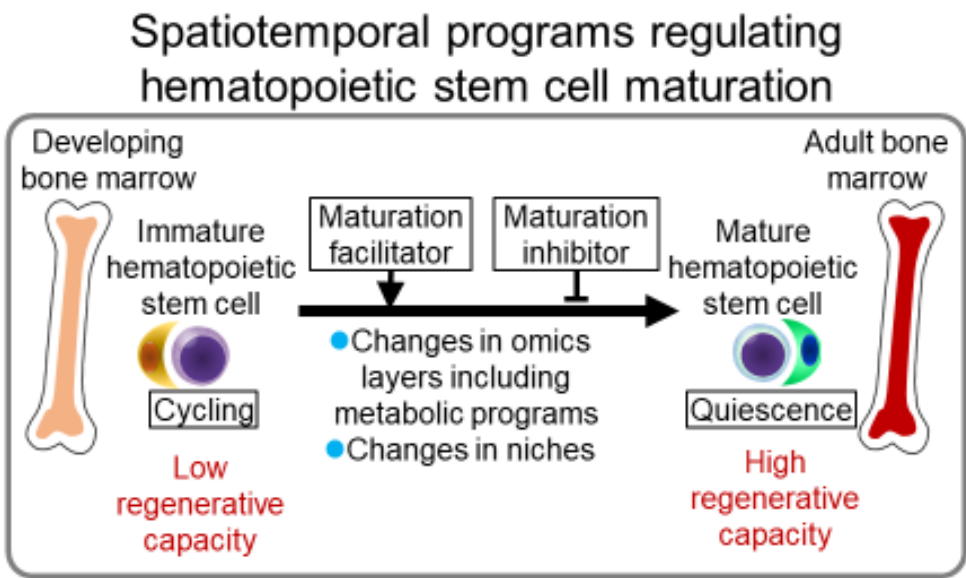 Spatiotemporal programs regulating
hematopoietic stem cell maturation
Developing
bone marrow
Immature
hematopoietic
stem cell
Cycling
Low
regenerative
capacity
Maturation
facilitator
Maturation
inhibitor
Changes in omics
layers including
metabolic programs
Changes in niches
Adult bone
marrow
Mature
hematopoietic
stem cell
Quiescence
High
regenerative
capacity